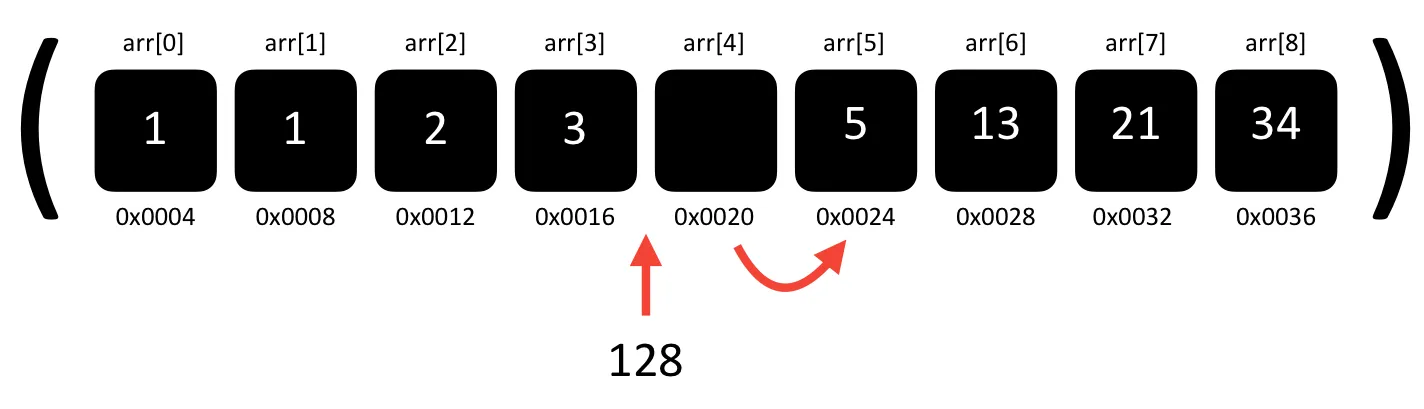 arr[0] arr[1] arr[2] arr[3] arr[4] arr[5] arr[6] arr[7] arr[8]
( 1 1 2 3 5 13 21 34 )
0x0004 0x0008 0x0012 0x0016 0x0020 0x0024 0x0028 0x0032 0x0036
128